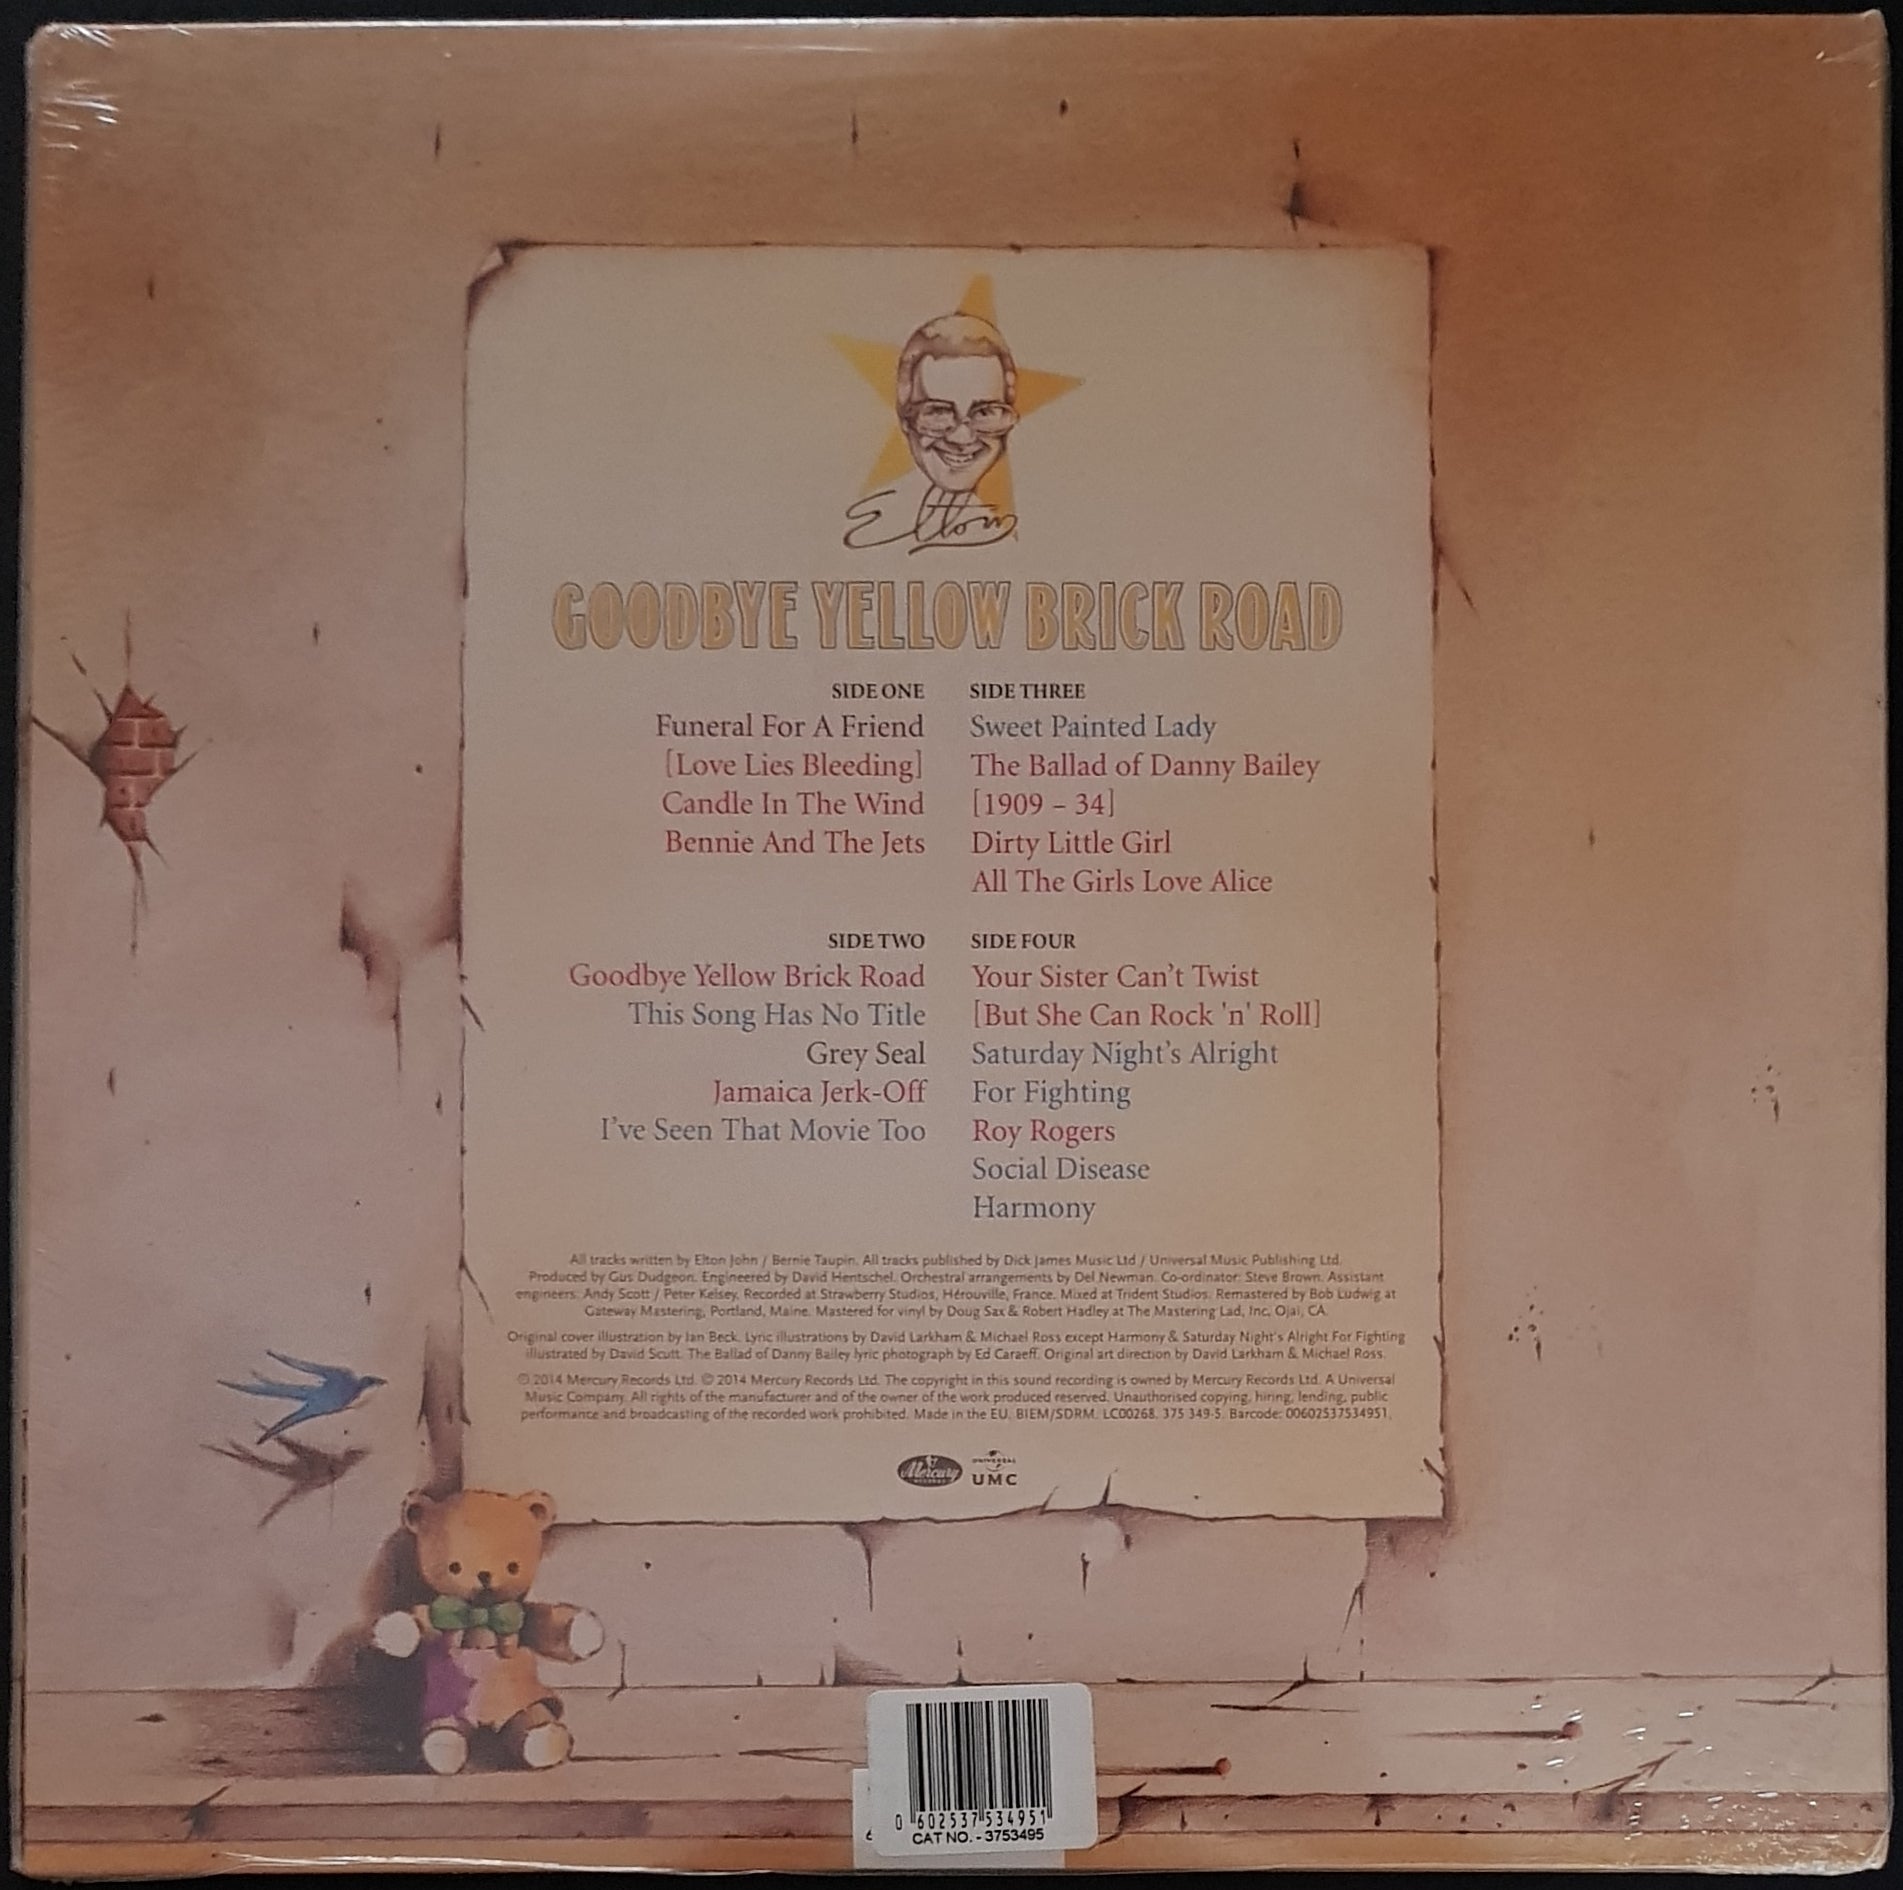 Elton
GOODBYE YELLOW BRICK ROAD
SIDE ONE
Funeral For A Friend
[Love Lies Bleeding]
Candle In The Wind
Bennie And The Jets
SIDE TWO
Goodbye Yellow Brick Road
This Song Has No Title
Grey Seal
Jamaica Jerk-Off
I've Seen That Movie Too
SIDE THREE
Sweet Painted Lady
The Ballad of Danny Bailey
[1909 – 34]
Dirty Little Girl
All The Girls Love Alice
SIDE FOUR
Your Sister Can't Twist
[But She Can Rock 'n' Roll]
Saturday Night's Alright
For Fighting
Roy Rogers
Social Disease
Harmony
All tracks written by Elton John / Bernie Taupin. All tracks published by Dick James Music Ltd / Universal Music Publishing Ltd.
Produced by Gus Dudgeon. Engineered by David Hentschel. Orchestral arrangements by Del Newman. Co-ordinator: Steve Brown. Assistant
engineers: Andy Scott / Peter Kelsey. Recorded at Strawberry Studios, Hérouville, France. Mixed at Trident Studios. Remastered by Bob Ludwig at
Gateway Mastering, Portland, Maine. Mastered for vinyl by Doug Sax & Robert Hadley at The Mastering Lad, Inc, Ojai, CA.
Original cover illustration by Ian Beck. Lyric illustrations by David Larkham & Michael Ross except Harmony & Saturday Night's Alright For Fighting
illustrated by David Scutt. The Ballad of Danny Bailey lyric photograph by Ed Caraeff. Original art direction by David Larkham & Michael Ross.
℗ 2014 Mercury Records Ltd. © 2014 Mercury Records Ltd. The copyright in this sound recording is owned by Mercury Records Ltd. A Universal
Music Company. All rights of the manufacturer and of the owner of the work produced reserved. Unauthorised copying, hiring, lending, public
performance and broadcasting of the recorded work prohibited. Made in the EU. BIEM/SDRM. LC00268. 375 349-5. Barcode: 00602537534951.
Mercury
RECORDS
UNIVERSAL
UMC
0 602537 534951
6
CAT NO. - 3753495